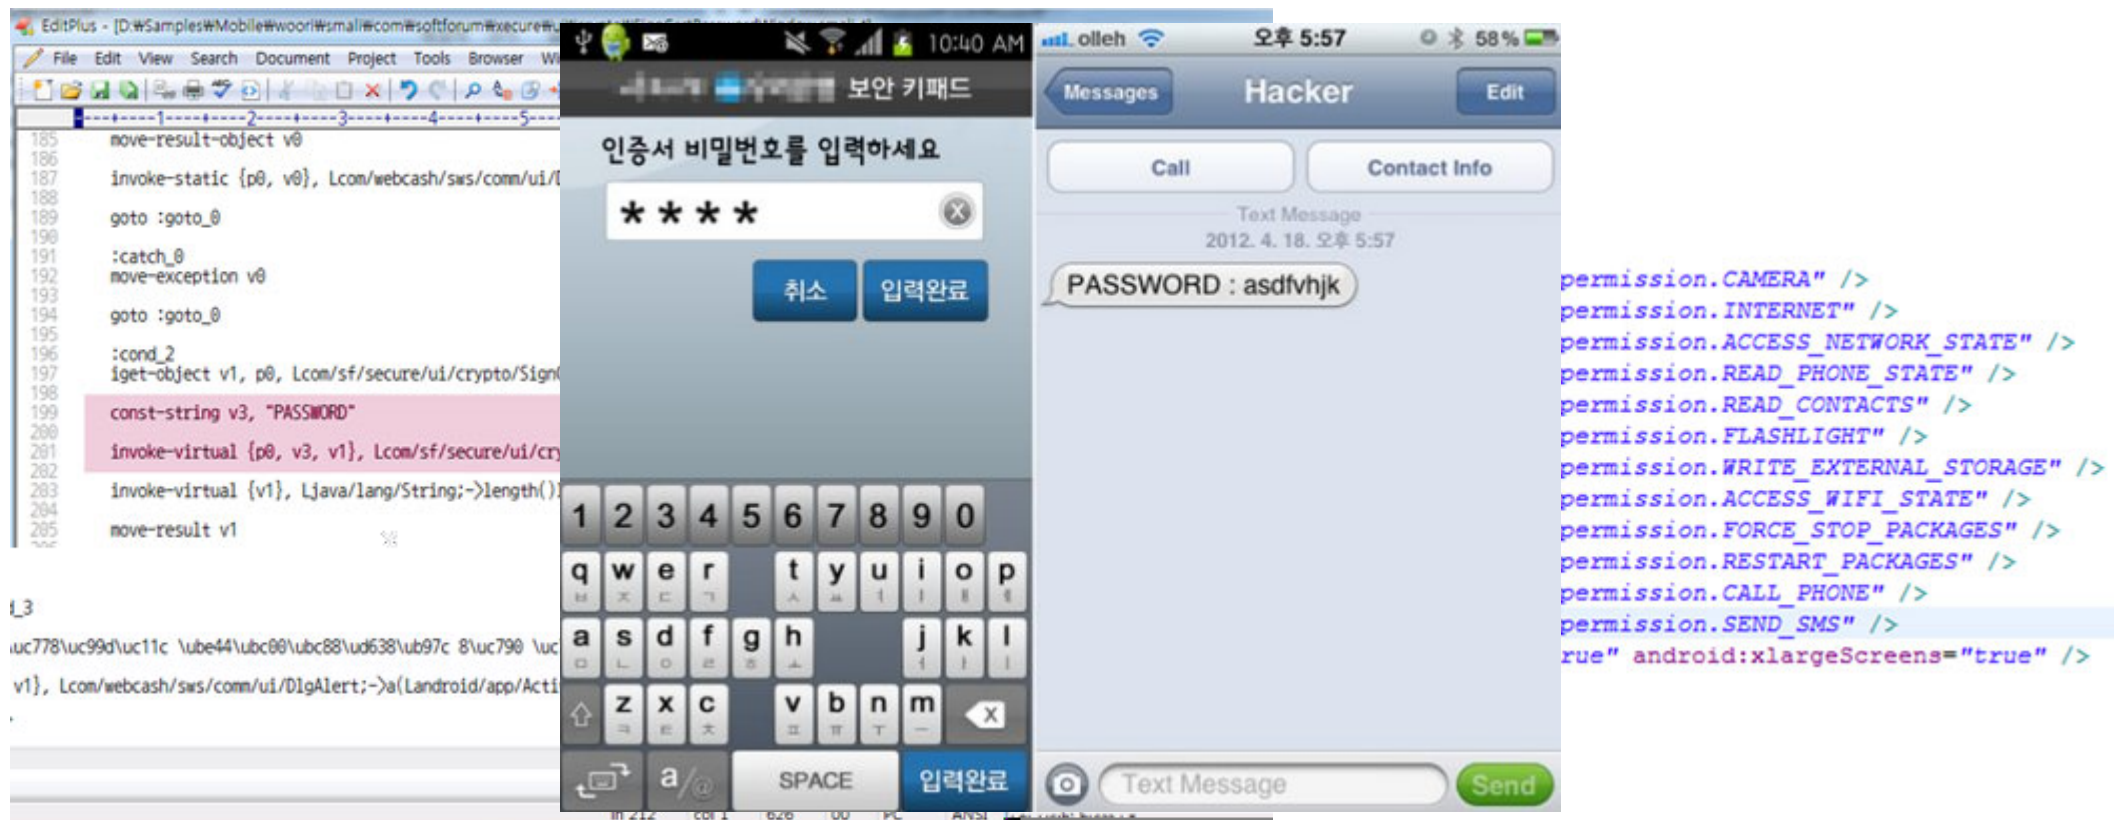 EditPlus - [D:₩Samples₩Mobile₩woori₩smali₩com₩softforum₩xecure₩
File Edit View Search Document Project Tools Browser
----+----1----+----2----+----3----+----4----+----5----
185 move-result-object v0
186
187 invoke-static {p0, v0}, Lcom/webcash/sws/comm/ui/
188
189 goto :goto_0
190
191 :catch_0
192 move-exception v0
193
194 goto :goto_0
195
196 :cond_2
197 iget-object v1, p0, Lcom/sf/secure/ui/crypto/Sign
198
199 const-string v3, "PASSWORD"
200
201 invoke-virtual {p0, v3, v1}, Lcom/sf/secure/ui/cry
202
203 invoke-virtual {v1}, Ljava/lang/String;->length()
204
205 move-result v1
d_3
uc778\uc99d\uc11c \ube44\ubc00\ubc88\ud638\ub97c 8\uc790 \uc
v1}, Lcom/webcash/sws/comm/ui/DlgAlert;->a(Landroid/app/Acti
10:40 AM
보안 키패드
인증서 비밀번호를 입력하세요
* * * *
취소 입력완료
1 2 3 4 5 6 7 8 9 0
q w e r t y u i o p
ㅂ ㅈ ㄷ ㄱ ㅅ ㅛ ㅕ ㅑ ㅐ ㅔ
a s d f g h j k l
ㅁ ㄴ ㅇ ㄹ ㅎ ㅗ ㅓ ㅏ ㅣ
z x c v b n m X
ㅋ ㅌ ㅊ ㅍ ㅠ ㅜ ㅡ
a/@ SPACE 입력완료
olleh 오후 5:57 58%
Messages Hacker Edit
Call Contact Info
Text Message
2012. 4. 18. 오후 5:57
PASSWORD : asdfvhjk
Text Message Send
permission.CAMERA" />
permission.INTERNET" />
permission.ACCESS_NETWORK_STATE" />
permission.READ_PHONE_STATE" />
permission.READ_CONTACTS" />
permission.FLASHLIGHT" />
permission.WRITE_EXTERNAL_STORAGE" />
permission.ACCESS_WIFI_STATE" />
permission.FORCE_STOP_PACKAGES" />
permission.RESTART_PACKAGES" />
permission.CALL_PHONE" />
permission.SEND_SMS" />
rue" android:xlargeScreens="true" />